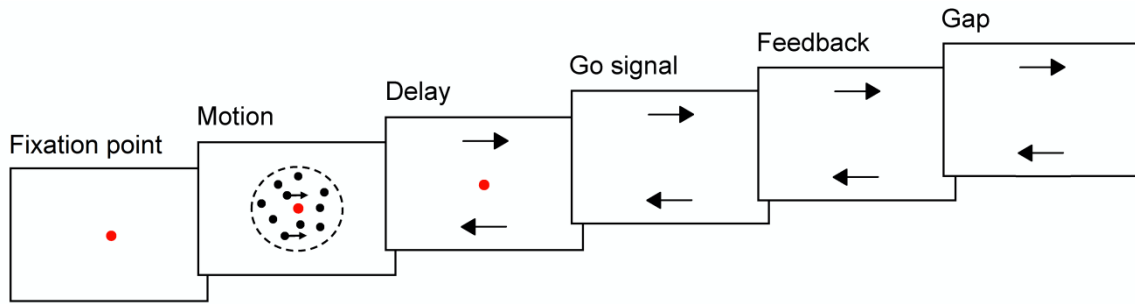 Fixation point
Motion
Delay
Go signal
Feedback
Gap